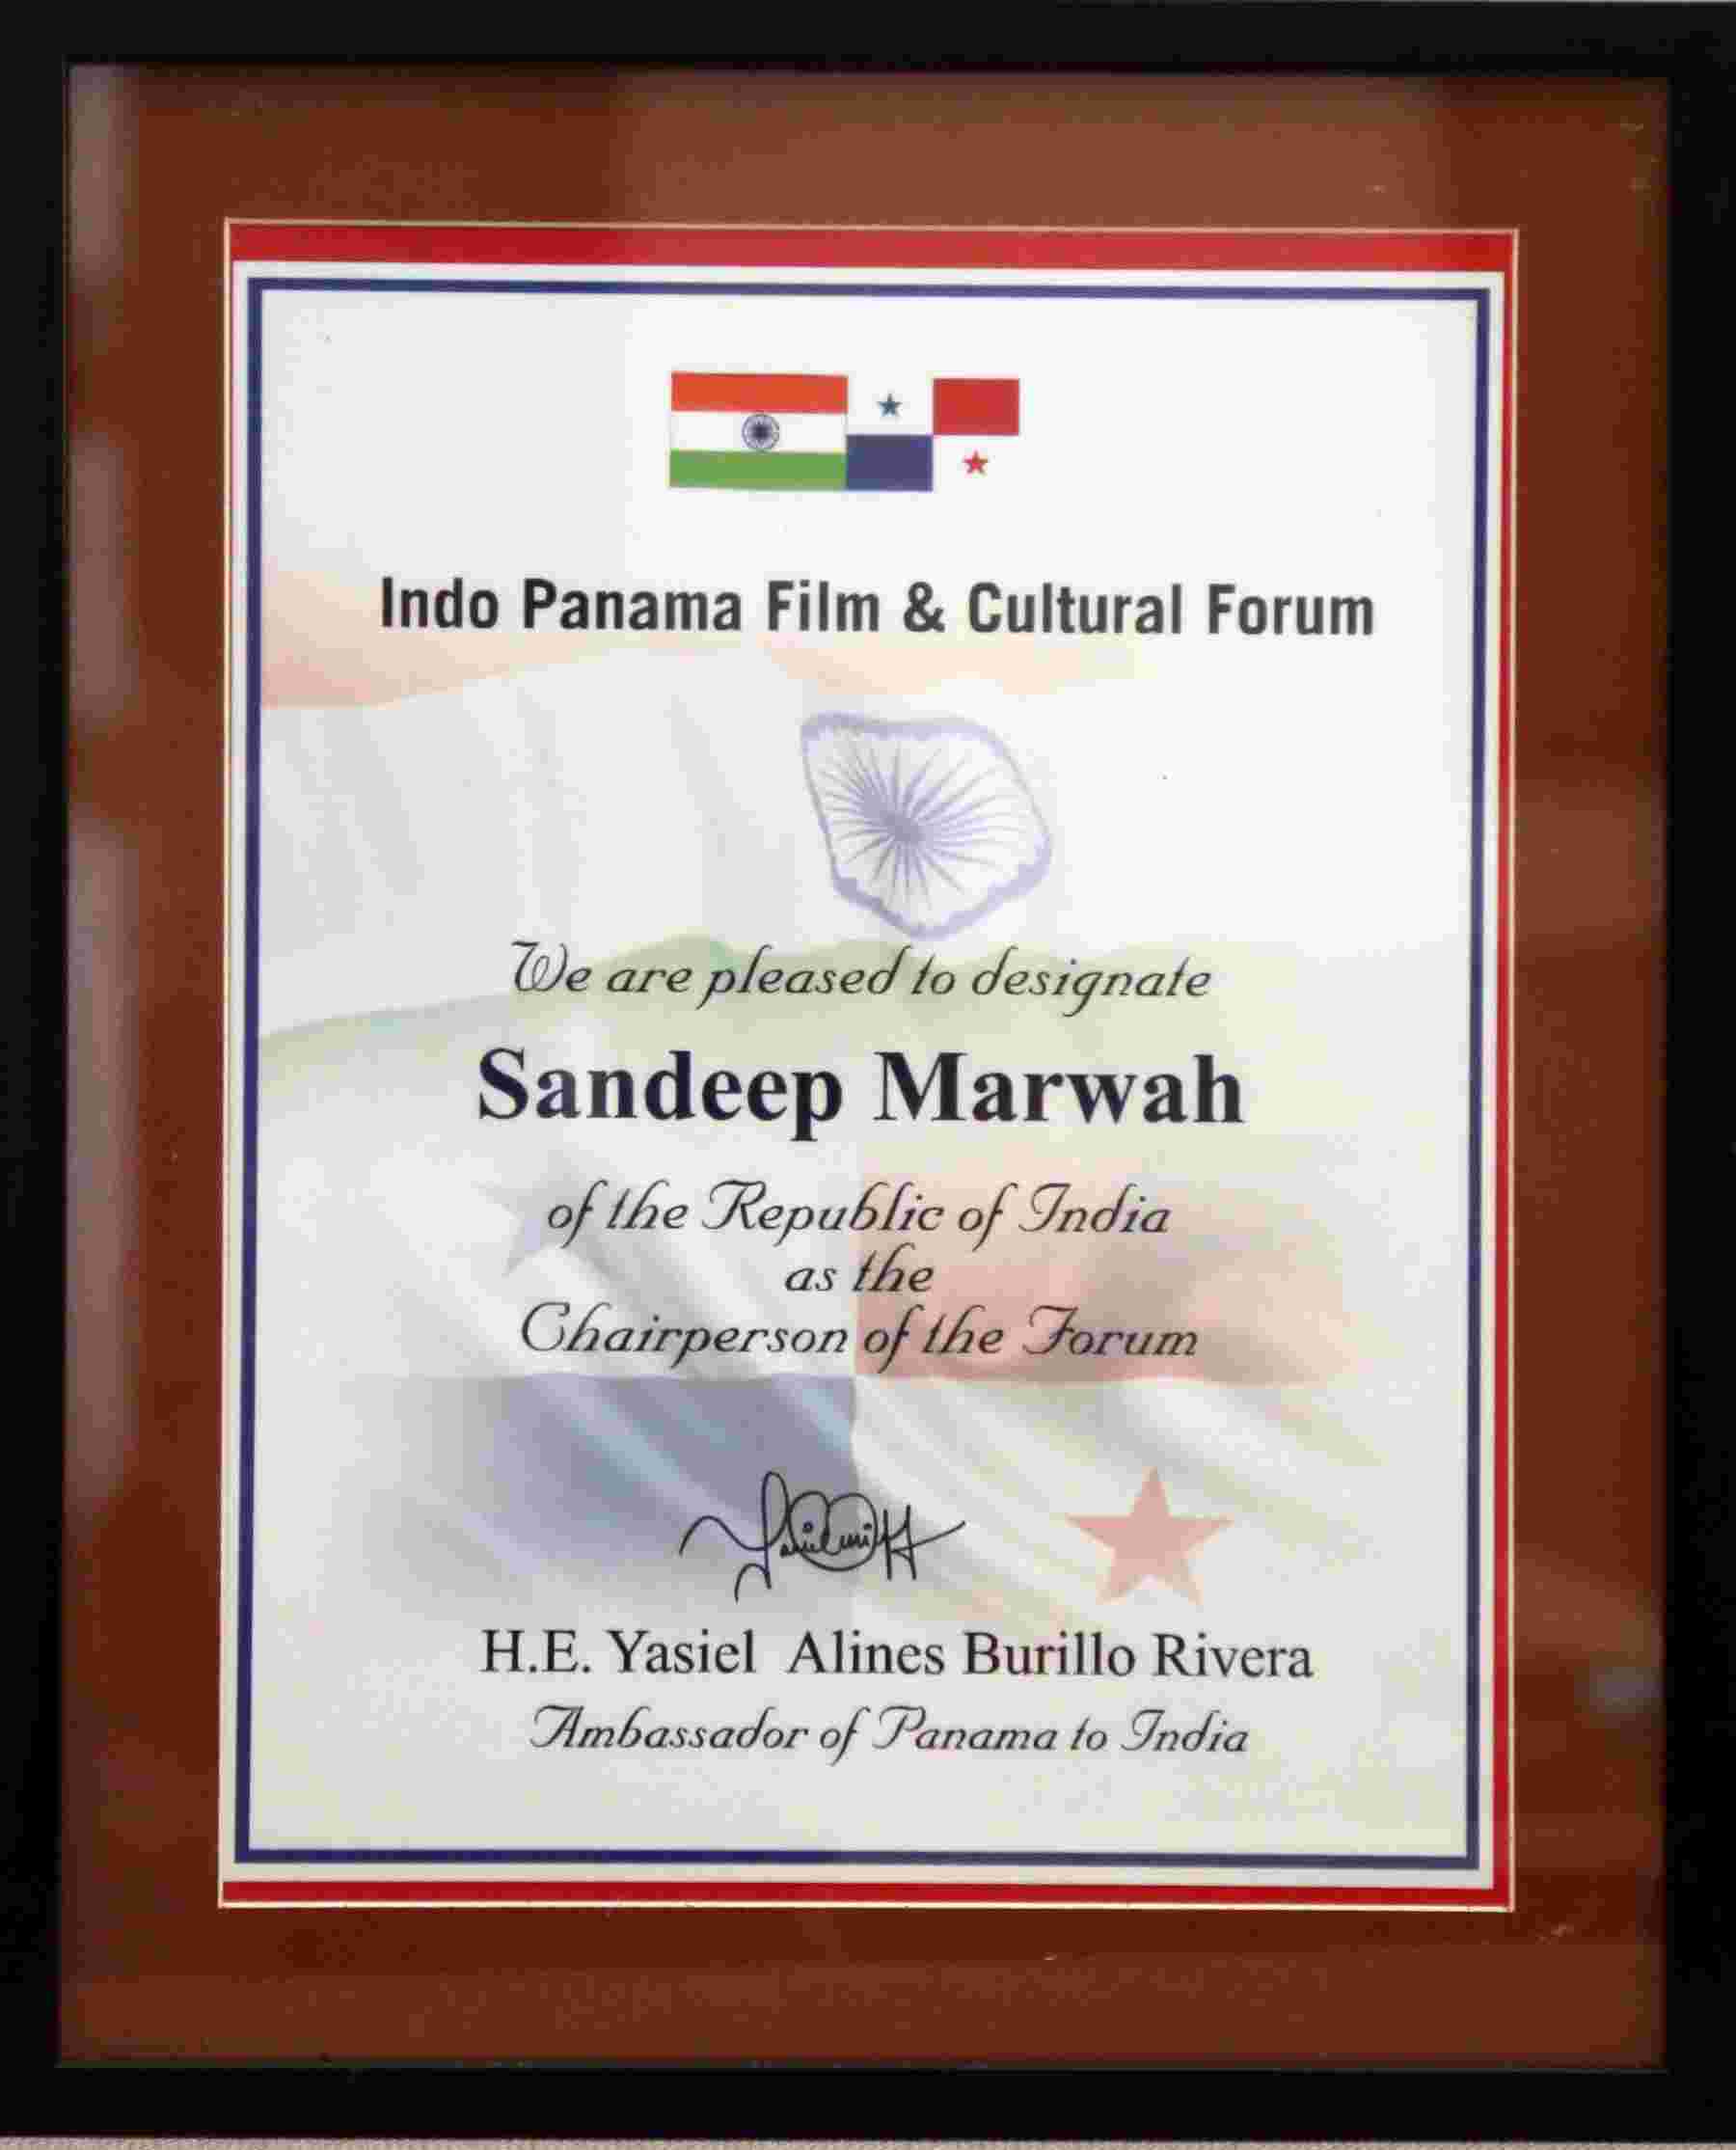 Indo Panama Film & Cultural Forum
We are pleased to designate
Sandeep Marwah
of the Republic of India
as the
Chairperson of the Forum
H.E. Yasiel Alines Burillo Rivera
Ambassador of Panama to India